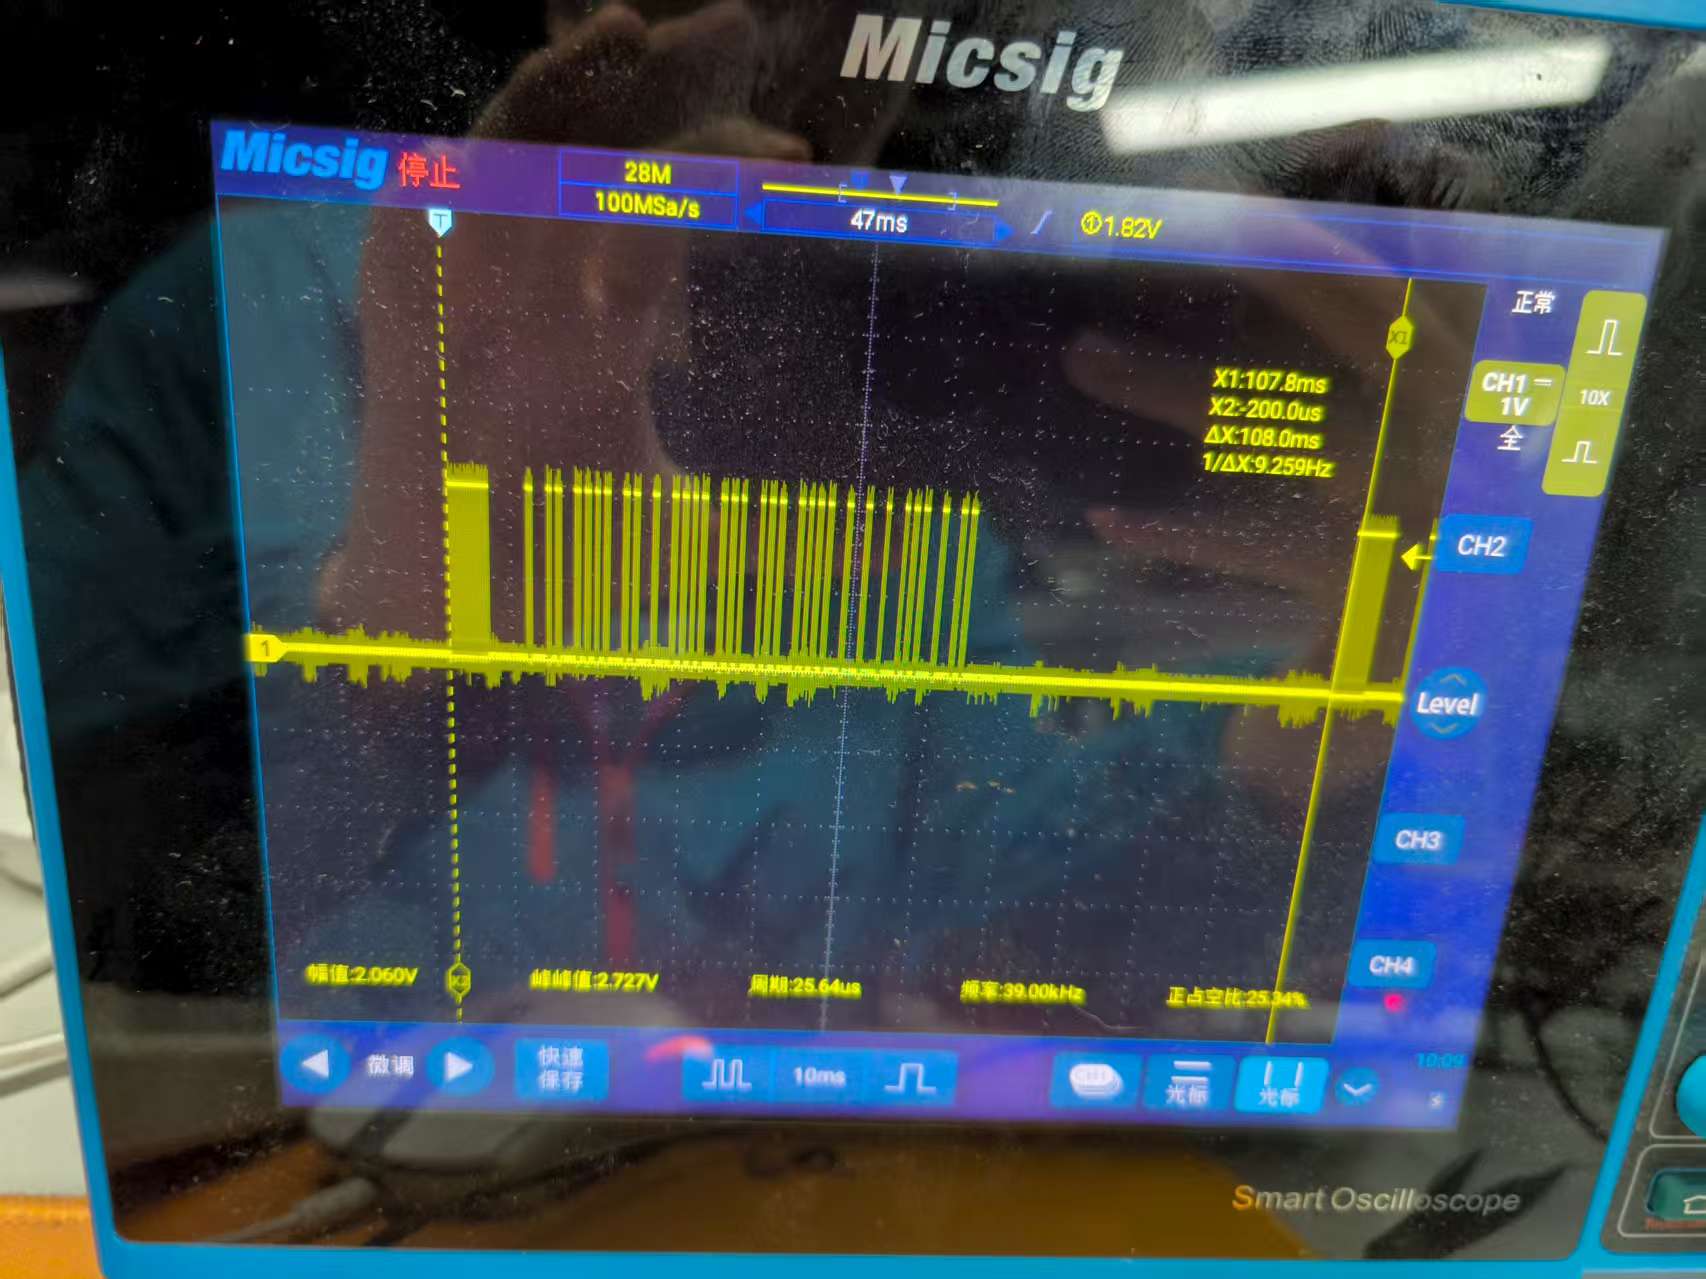 Micsig
Micsig 停止
28M
100MSa/s
47ms
1.82V
T
正常
X1
X1:107.8ms
X2:-200.0us
ΔX:108.0ms
1/ΔX:9.259Hz
CH1
1V
全
10X
CH2
1
Level
CH3
CH4
幅值:2.060V
X2
峰峰值:2.727V
周期:25.64us
频率:39.00kHz
正占空比:25.34%
微调
快速
保存
10ms
CH1
光标
光标
10:09
Smart Oscilloscope